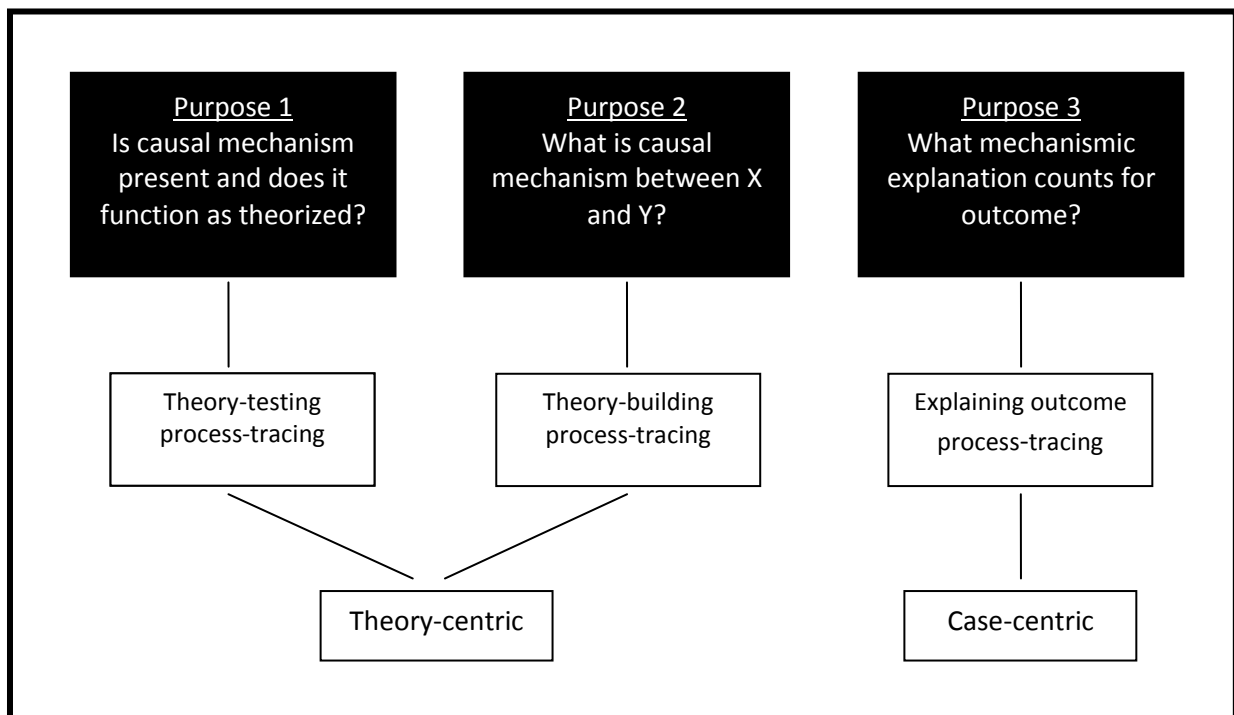 Purpose 1
Is causal mechanism
present and does it
function as theorized?
Purpose 2
What is causal
mechanism between X
and Y?
Purpose 3
What mechanismic
explanation counts for
outcome?
Theory-testing
process-tracing
Theory-building
process-tracing
Explaining outcome
process-tracing
Theory-centric
Case-centric